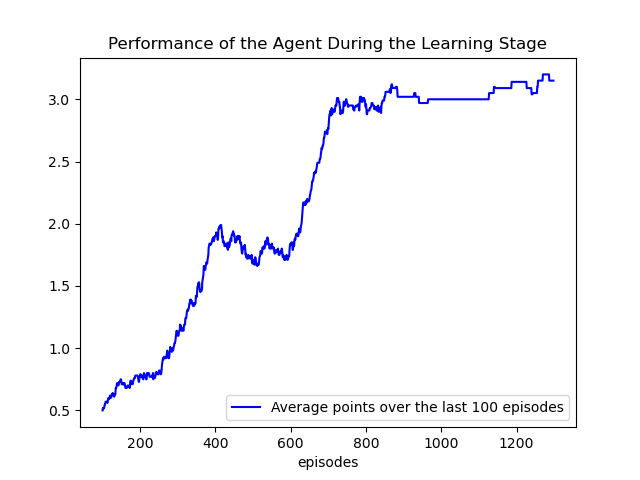 Performance of the Agent During the Learning Stage
3.0
2.5
2.0
1.5
1.0
0.5
Average points over the last 100 episodes
200 400 600 800 1000 1200
episodes